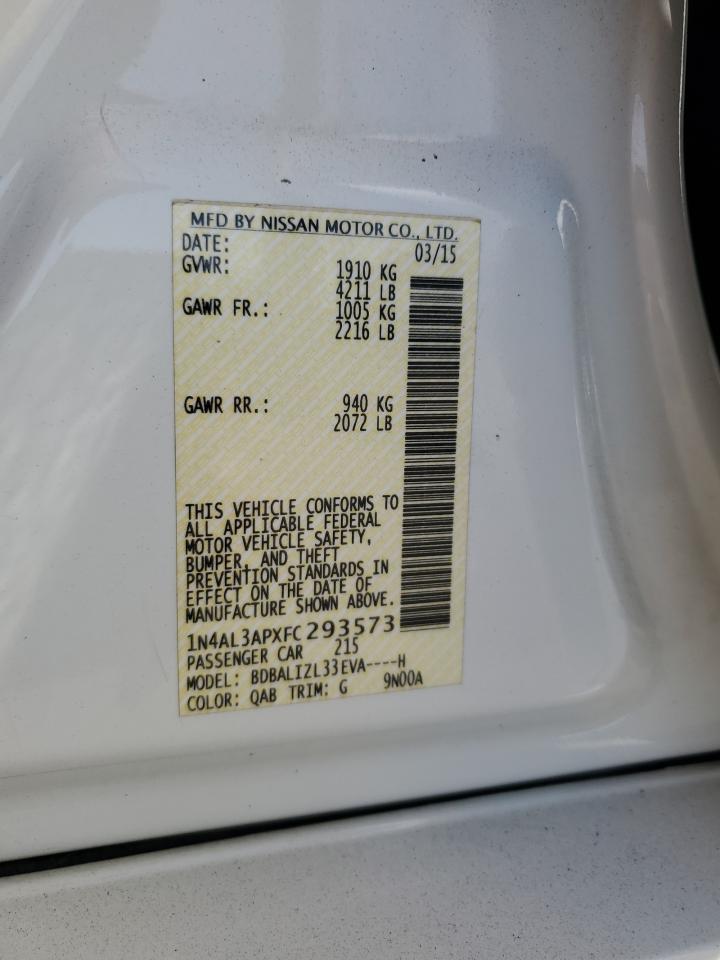 MFD BY NISSAN MOTOR CO., LTD.
DATE: 03/15
GVWR: 1910 KG
4211 LB
GAWR FR.: 1005 KG
2216 LB
GAWR RR.: 940 KG
2072 LB
THIS VEHICLE CONFORMS TO
ALL APPLICABLE FEDERAL
MOTOR VEHICLE SAFETY,
BUMPER, AND THEFT
PREVENTION STANDARDS IN
EFFECT ON THE DATE OF
MANUFACTURE SHOWN ABOVE.
1N4AL3APXFC293573
PASSENGER CAR 215
MODEL: BDBALIZL33EVA----H
COLOR: QAB TRIM: G 9N00A